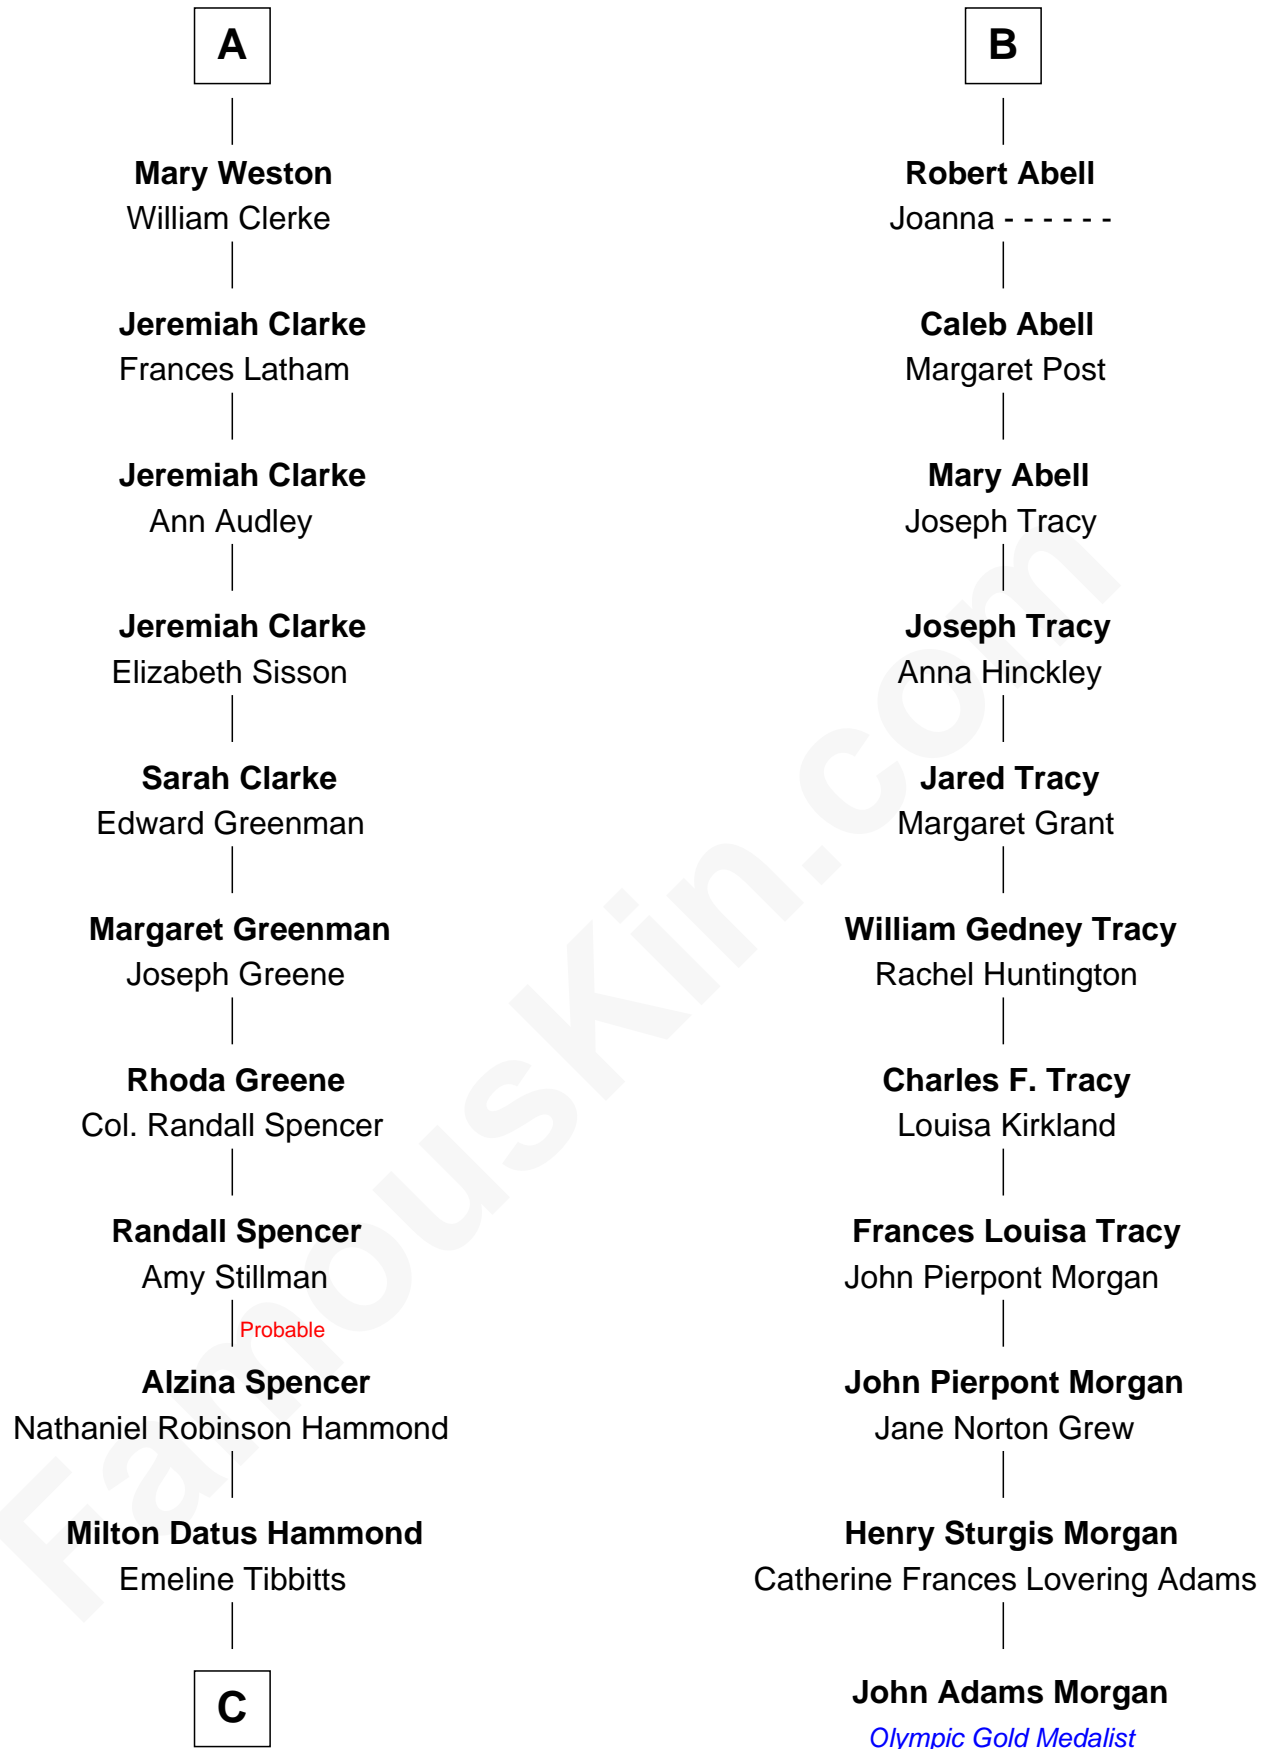 A
Mary Weston
William Clerke
Jeremiah Clarke
Frances Latham
Jeremiah Clarke
Ann Audley
Jeremiah Clarke
Elizabeth Sisson
Sarah Clarke
Edward Greenman
Margaret Greenman
Joseph Greene
Rhoda Greene
Col. Randall Spencer
Randall Spencer
Amy Stillman
Probable
Alzina Spencer
Nathaniel Robinson Hammond
Milton Datus Hammond
Emeline Tibbitts
C
B
Robert Abell
Joanna - - - - - -
Caleb Abell
Margaret Post
Mary Abell
Joseph Tracy
Joseph Tracy
Anna Hinckley
Jared Tracy
Margaret Grant
William Gedney Tracy
Rachel Huntington
Charles F. Tracy
Louisa Kirkland
Frances Louisa Tracy
John Pierpont Morgan
John Pierpont Morgan
Jane Norton Grew
Henry Sturgis Morgan
Catherine Frances Lovering Adams
John Adams Morgan
Olympic Gold Medalist
FamousKin.com